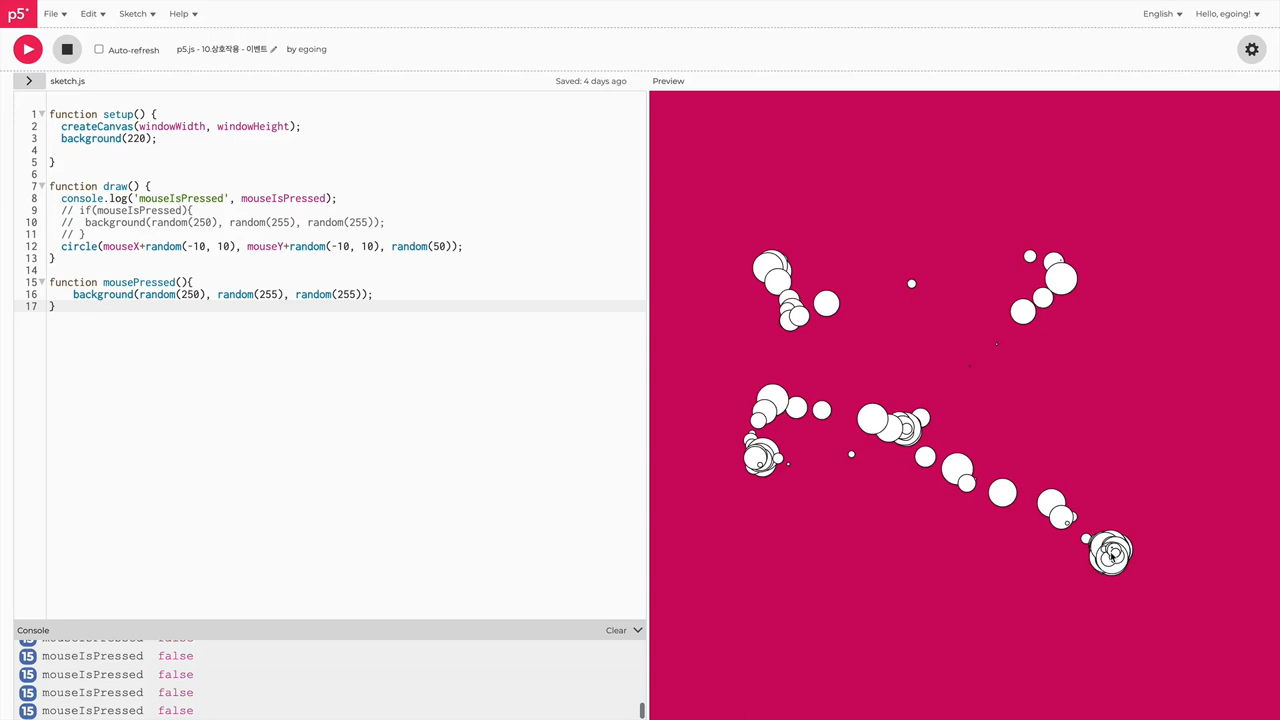 p5*
File
Edit
Sketch
Help
English
Hello, egoing!
Auto-refresh
p5.js - 10.상호작용 - 이벤트
by egoing
sketch.js
Saved: 4 days ago
Preview
1 function setup() {
2 createCanvas(windowWidth, windowHeight);
3 background(220);
4
5 }
6
7 function draw() {
8 console.log('mouseIsPressed', mouseIsPressed);
9 // if(mouseIsPressed){
10 //  background(random(250), random(255), random(255));
11 // }
12 circle(mouseX+random(-10, 10), mouseY+random(-10, 10), random(50));
13 }
14
15 function mousePressed(){
16 background(random(250), random(255), random(255));
17 }
Console
Clear
15 mouseIsPressed false
15 mouseIsPressed false
15 mouseIsPressed false
15 mouseIsPressed false
15 mouseIsPressed false